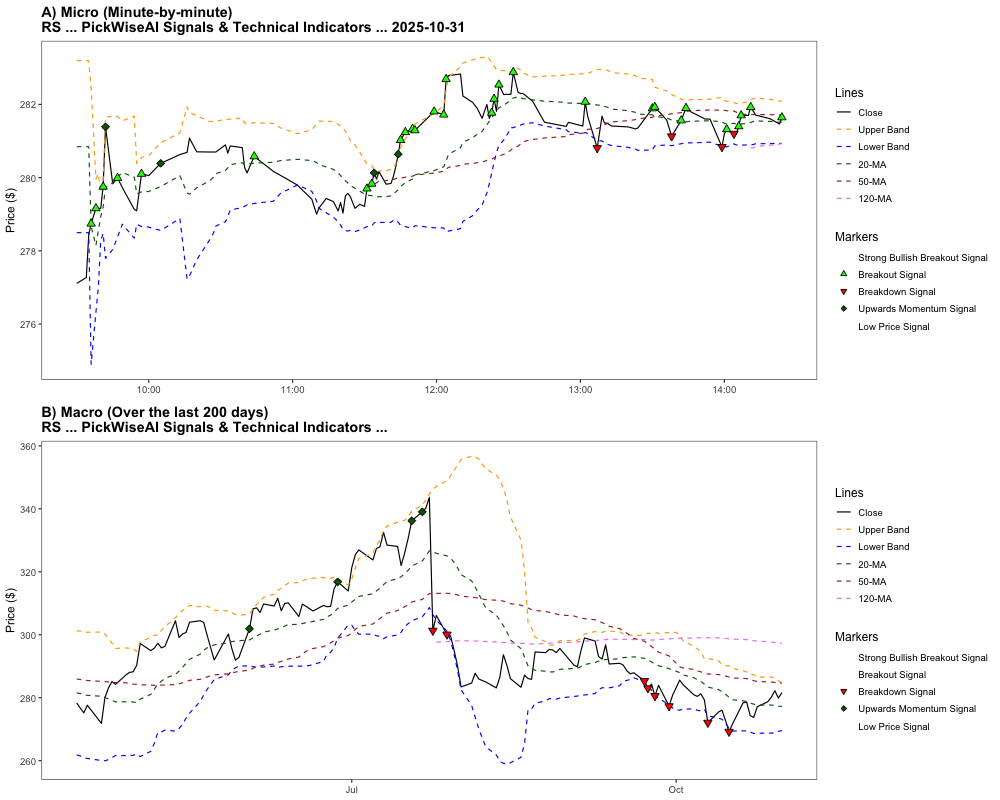 A) Micro (Minute-by-minute)
RS ... PickWiseAI Signals & Technical Indicators ... 2025-10-31
Price ($)
282
280
278
276
10:00
11:00
12:00
13:00
14:00
Lines
Close
Upper Band
Lower Band
20-MA
50-MA
120-MA
Markers
Strong Bullish Breakout Signal
Breakout Signal
Breakdown Signal
Upwards Momentum Signal
Low Price Signal
B) Macro (Over the last 200 days)
RS ... PickWiseAI Signals & Technical Indicators ...
Price ($)
360
340
320
300
280
260
Jul
Oct
Lines
Close
Upper Band
Lower Band
20-MA
50-MA
120-MA
Markers
Strong Bullish Breakout Signal
Breakout Signal
Breakdown Signal
Upwards Momentum Signal
Low Price Signal